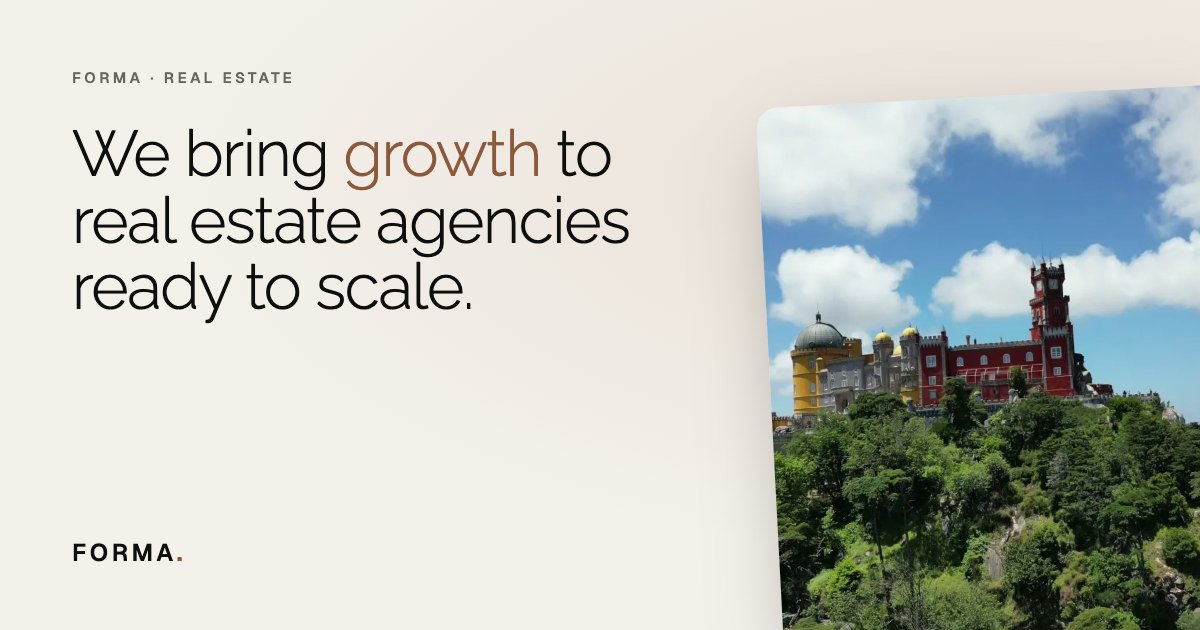 FORMA · REAL ESTATE
We bring growth to
real estate agencies
ready to scale.
FORMA.